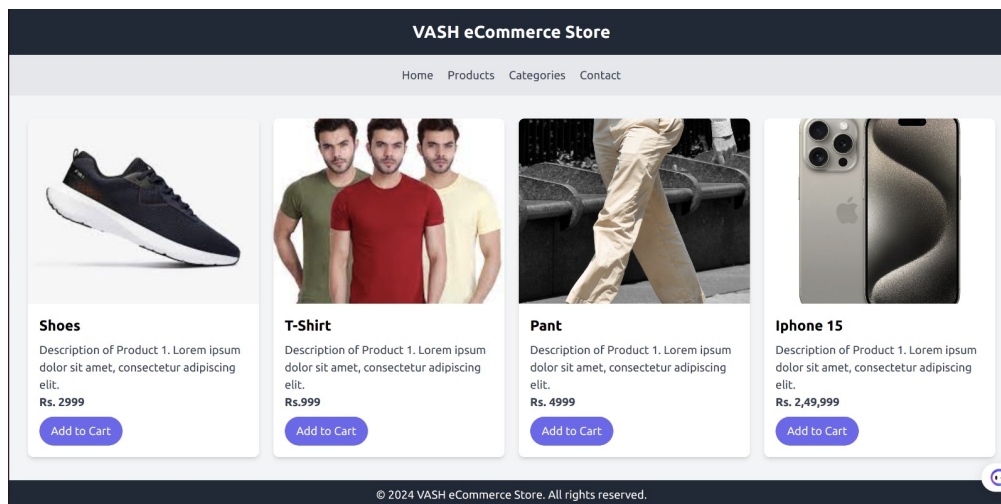 VASH eCommerce Store
Home Products Categories Contact
Shoes
Description of Product 1. Lorem ipsum
dolor sit amet, consectetur adipiscing
elit.
Rs. 2999
Add to Cart
T-Shirt
Description of Product 1. Lorem ipsum
dolor sit amet, consectetur adipiscing
elit.
Rs.999
Add to Cart
Pant
Description of Product 1. Lorem ipsum
dolor sit amet, consectetur adipiscing
elit.
Rs. 4999
Add to Cart
Iphone 15
Description of Product 1. Lorem ipsum
dolor sit amet, consectetur adipiscing
elit.
Rs. 2,49,999
Add to Cart
© 2024 VASH eCommerce Store. All rights reserved.